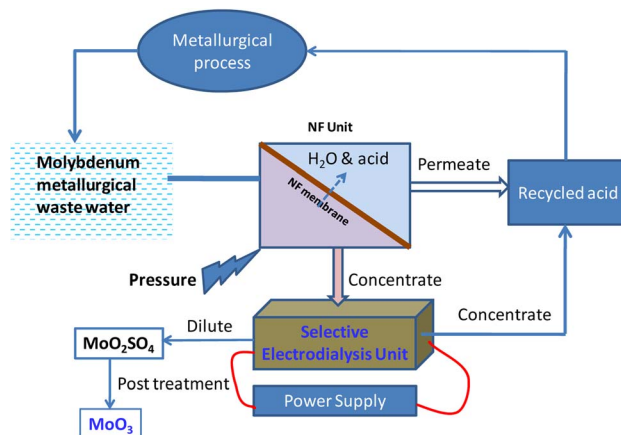 Metallurgical
process
NF Unit
Molybdenum
metallurgical
waste water
H₂O & acid
NF membrane
Permeate
Recycled acid
Pressure
Concentrate
Concentrate
Dilute
Selective
Electrodialysis Unit
MoO₂SO₄
Post treatment
Power Supply
MoO₃